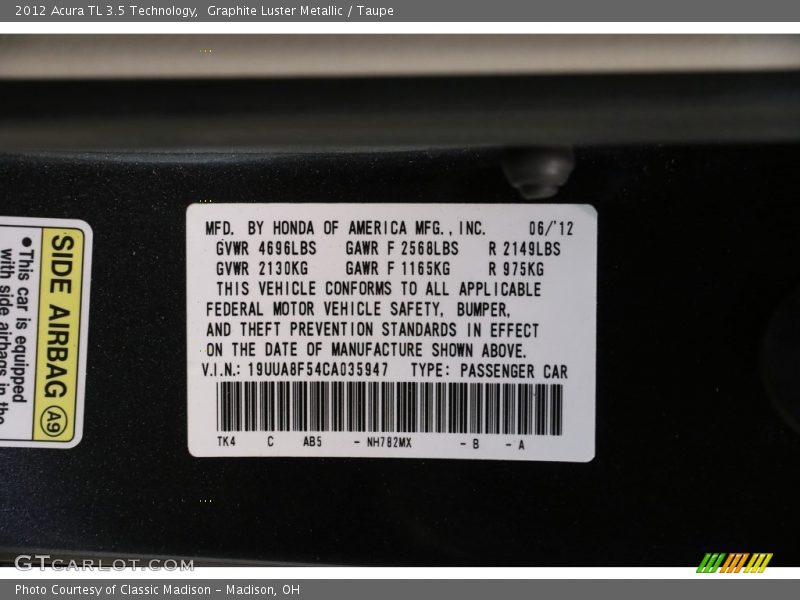 2012 Acura TL 3.5 Technology,  Graphite Luster Metallic / Taupe
MFD. BY HONDA OF AMERICA MFG., INC. 06/'12
GVWR 4696LBS GAWR F 2568LBS R 2149LBS
GVWR 2130KG GAWR F 1165KG R 975KG
THIS VEHICLE CONFORMS TO ALL APPLICABLE
FEDERAL MOTOR VEHICLE SAFETY, BUMPER,
AND THEFT PREVENTION STANDARDS IN EFFECT
ON THE DATE OF MANUFACTURE SHOWN ABOVE.
V.I.N.: 19UUA8F54CA035947 TYPE: PASSENGER CAR
TK4 C AB5 - NH782MX - B - A
SIDE AIRBAG A9
●This car is equipped
with side airbags in the
GTCARLOT.COM
Photo Courtesy of Classic Madison - Madison, OH